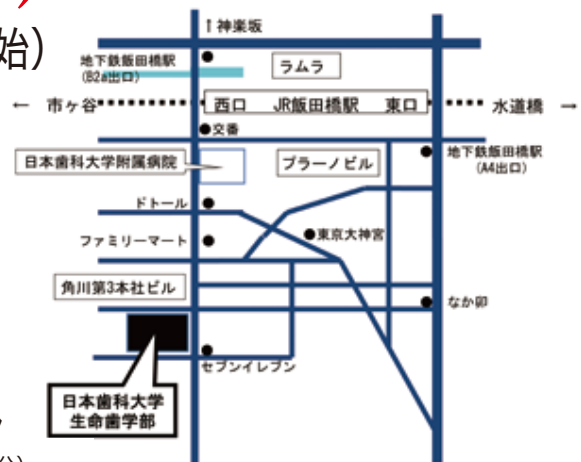 始)
↑神楽坂
地下鉄飯田橋駅
(B2a出口)
ラムラ
← 市ヶ谷
西口 JR飯田橋駅 東口
水道橋 →
交番
日本歯科大学附属病院
プラーノビル
地下鉄飯田橋駅
(A4出口)
ドトール
ファミリーマート
東京大神宮
角川第3本社ビル
なか卯
セブンイレブン
日本歯科大学
生命歯学部